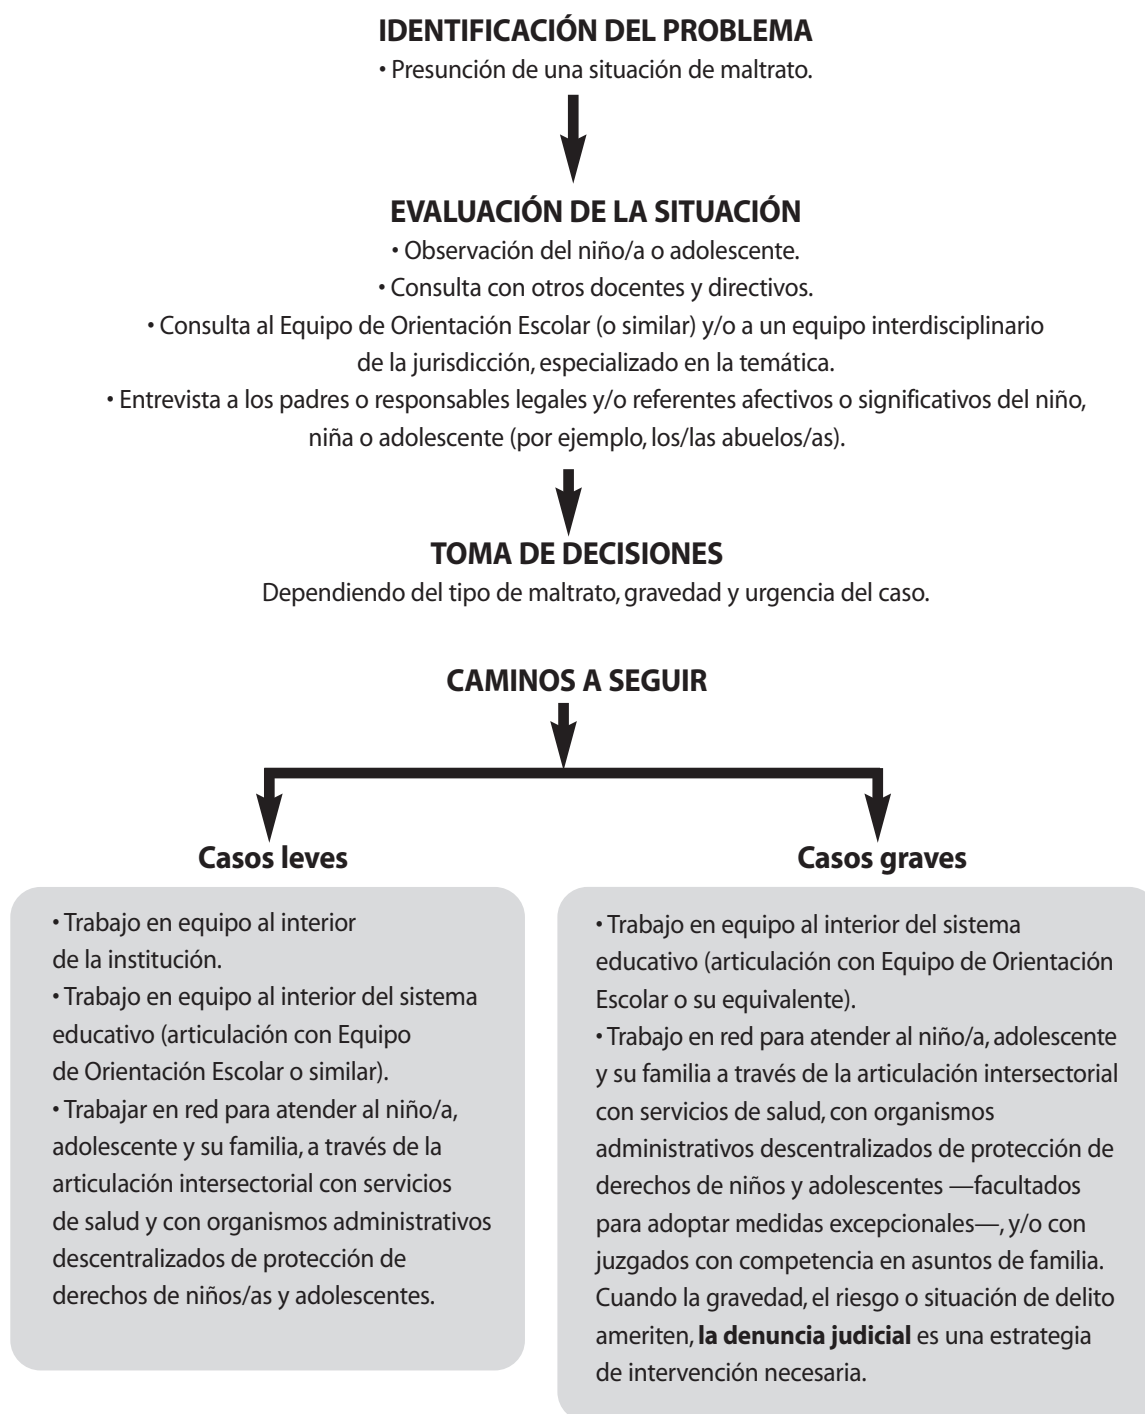 IDENTIFICACIÓN DEL PROBLEMA
• Presunción de una situación de maltrato.
EVALUACIÓN DE LA SITUACIÓN
• Observación del niño/a o adolescente.
• Consulta con otros docentes y directivos.
• Consulta al Equipo de Orientación Escolar (o similar) y/o a un equipo interdisciplinario
de la jurisdicción, especializado en la temática.
• Entrevista a los padres o responsables legales y/o referentes afectivos o significativos del niño,
niña o adolescente (por ejemplo, los/las abuelos/as).
TOMA DE DECISIONES
Dependiendo del tipo de maltrato, gravedad y urgencia del caso.
CAMINOS A SEGUIR
Casos leves
• Trabajo en equipo al interior
de la institución.
• Trabajo en equipo al interior del sistema
educativo (articulación con Equipo
de Orientación Escolar o similar).
• Trabajar en red para atender al niño/a,
adolescente y su familia, a través de la
articulación intersectorial con servicios
de salud y con organismos administrativos
descentralizados de protección de
derechos de niños/as y adolescentes.
Casos graves
• Trabajo en equipo al interior del sistema
educativo (articulación con Equipo de Orientación
Escolar o su equivalente).
• Trabajo en red para atender al niño/a, adolescente
y su familia a través de la articulación intersectorial
con servicios de salud, con organismos
administrativos descentralizados de protección de
derechos de niños y adolescentes —facultados
para adoptar medidas excepcionales—, y/o con
juzgados con competencia en asuntos de familia.
Cuando la gravedad, el riesgo o situación de delito
ameriten, la denuncia judicial es una estrategia
de intervención necesaria.